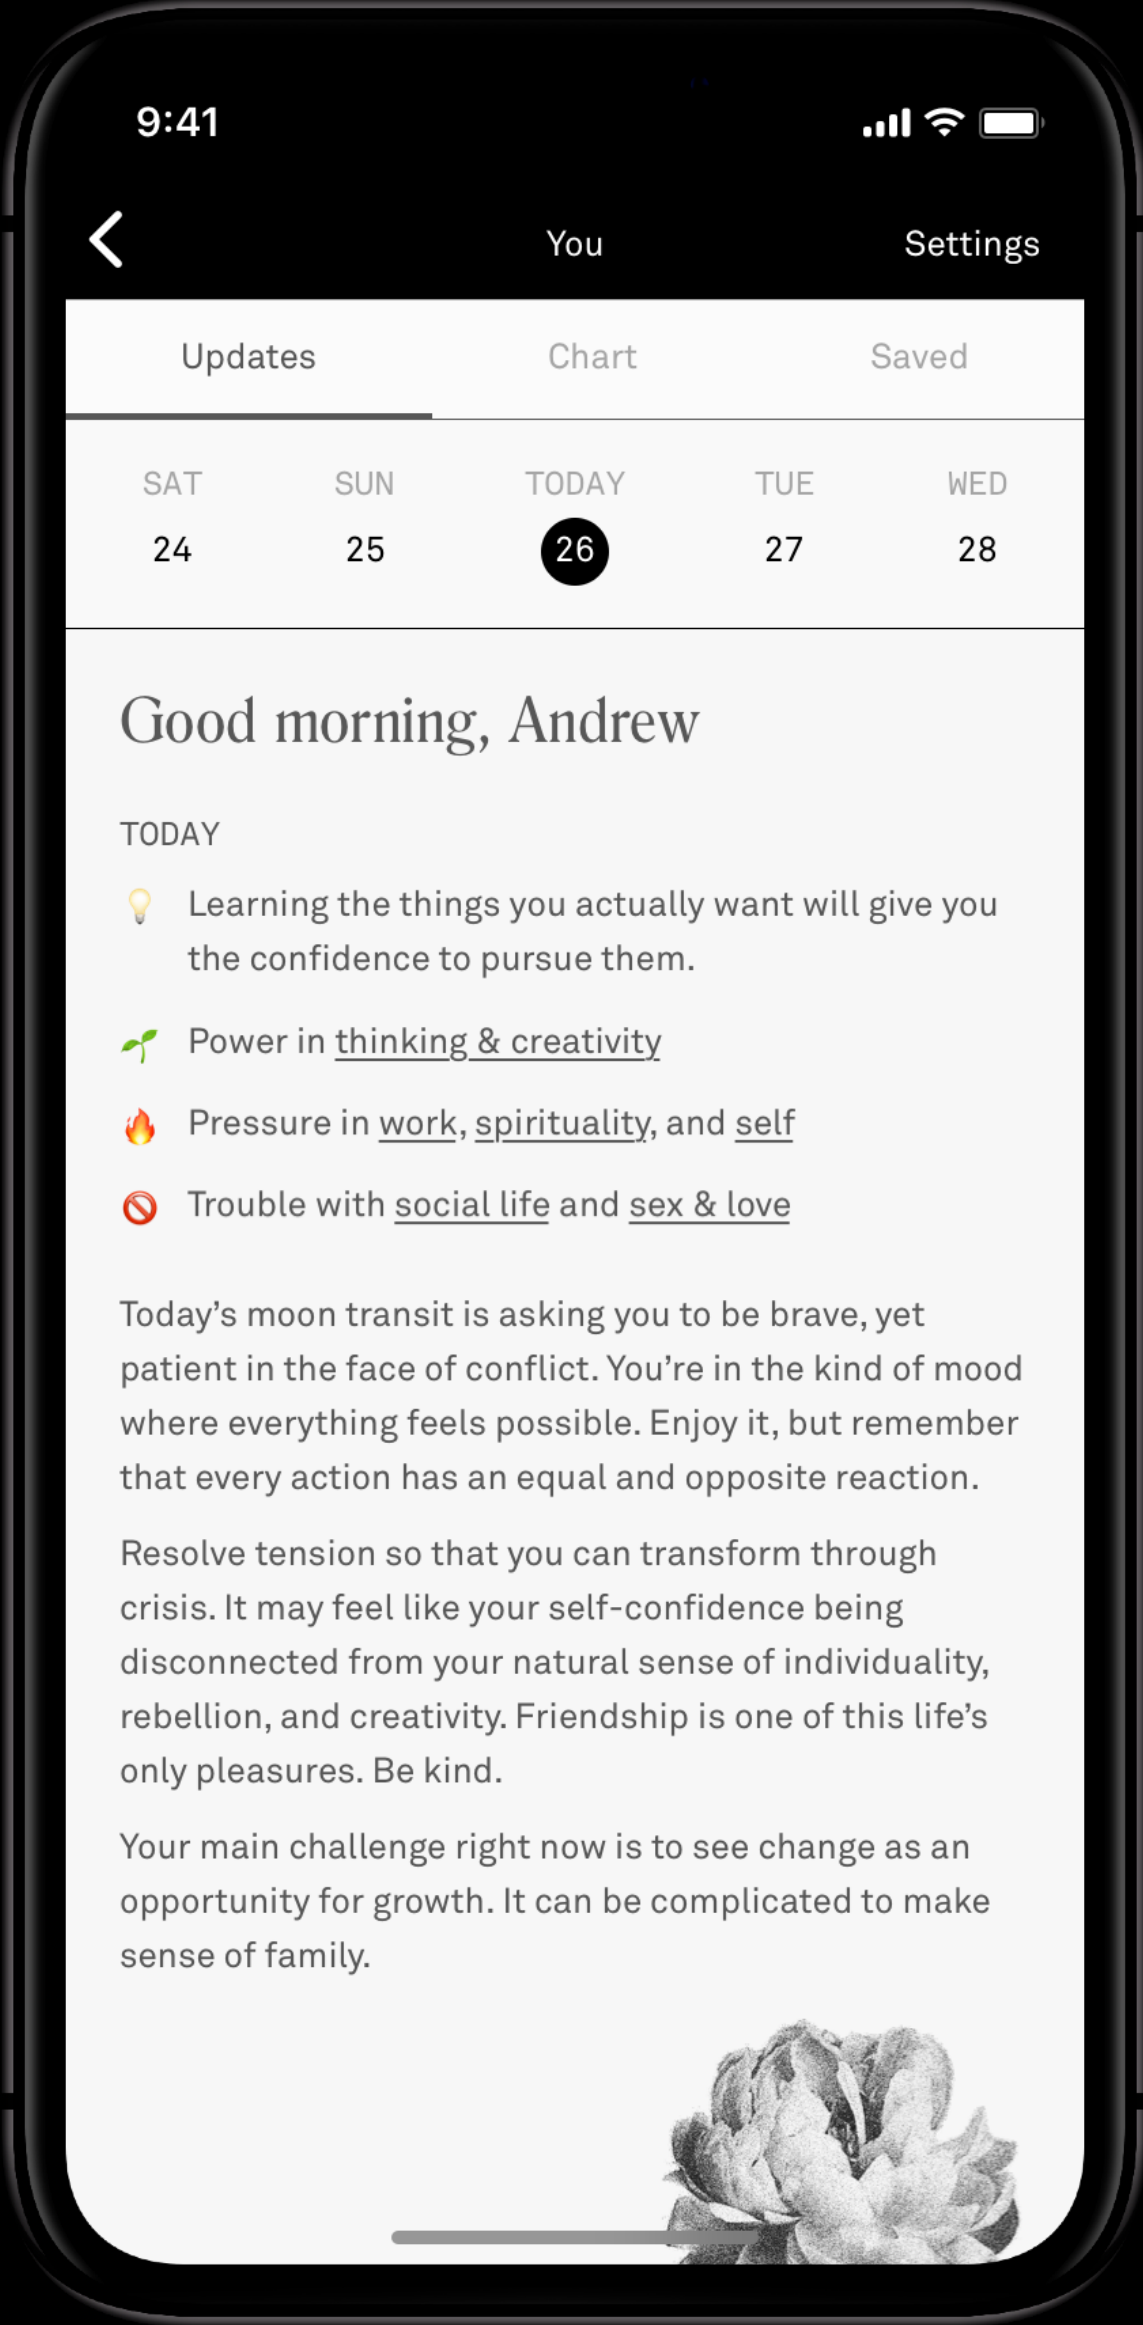 9:41
You
Settings
Updates
Chart
Saved
SAT
SUN
TODAY
TUE
WED
24
25
26
27
28
Good morning, Andrew
TODAY
Learning the things you actually want will give you
the confidence to pursue them.
Power in thinking & creativity
Pressure in work, spirituality, and self
Trouble with social life and sex & love
Today’s moon transit is asking you to be brave, yet
patient in the face of conflict. You’re in the kind of mood
where everything feels possible. Enjoy it, but remember
that every action has an equal and opposite reaction.
Resolve tension so that you can transform through
crisis. It may feel like your self-confidence being
disconnected from your natural sense of individuality,
rebellion, and creativity. Friendship is one of this life’s
only pleasures. Be kind.
Your main challenge right now is to see change as an
opportunity for growth. It can be complicated to make
sense of family.